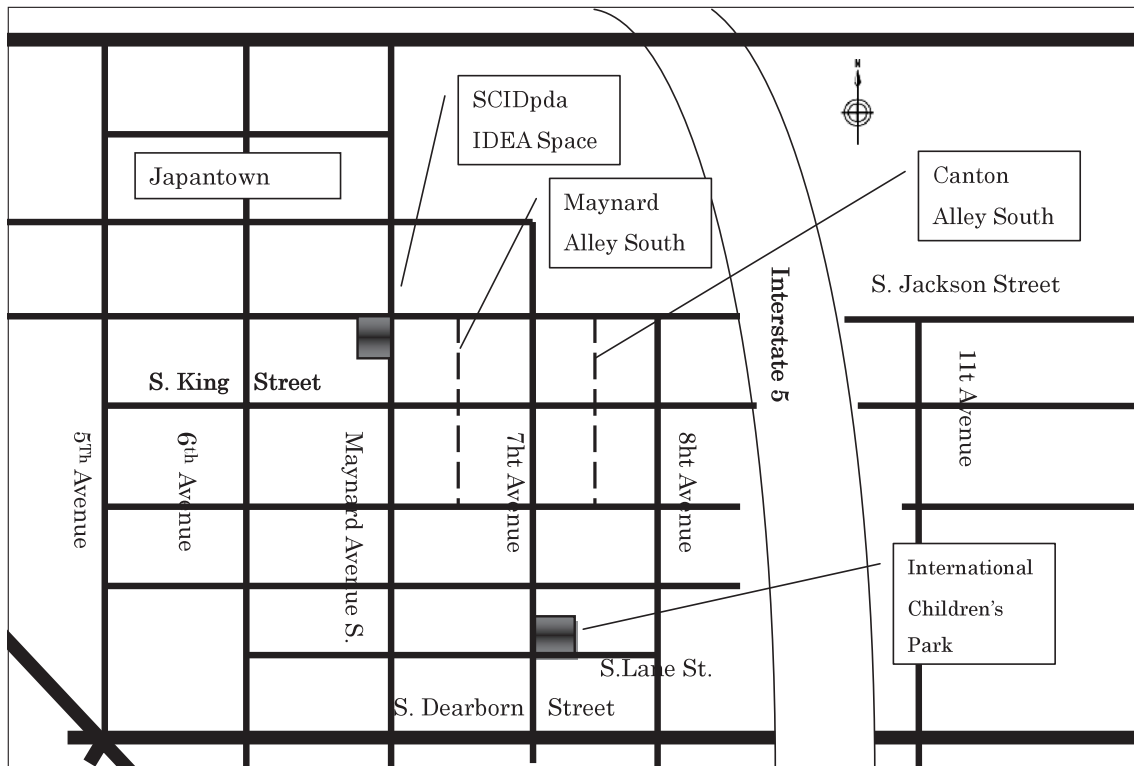 N
SCIDpda
IDEA Space
Japantown
Maynard
Alley South
Canton
Alley South
S. Jackson Street
Interstate 5
S. King Street
11t Avenue
5Th Avenue
6th Avenue
Maynard Avenue S.
7ht Avenue
8ht Avenue
International
Children's
Park
S.Lane St.
S. Dearborn Street